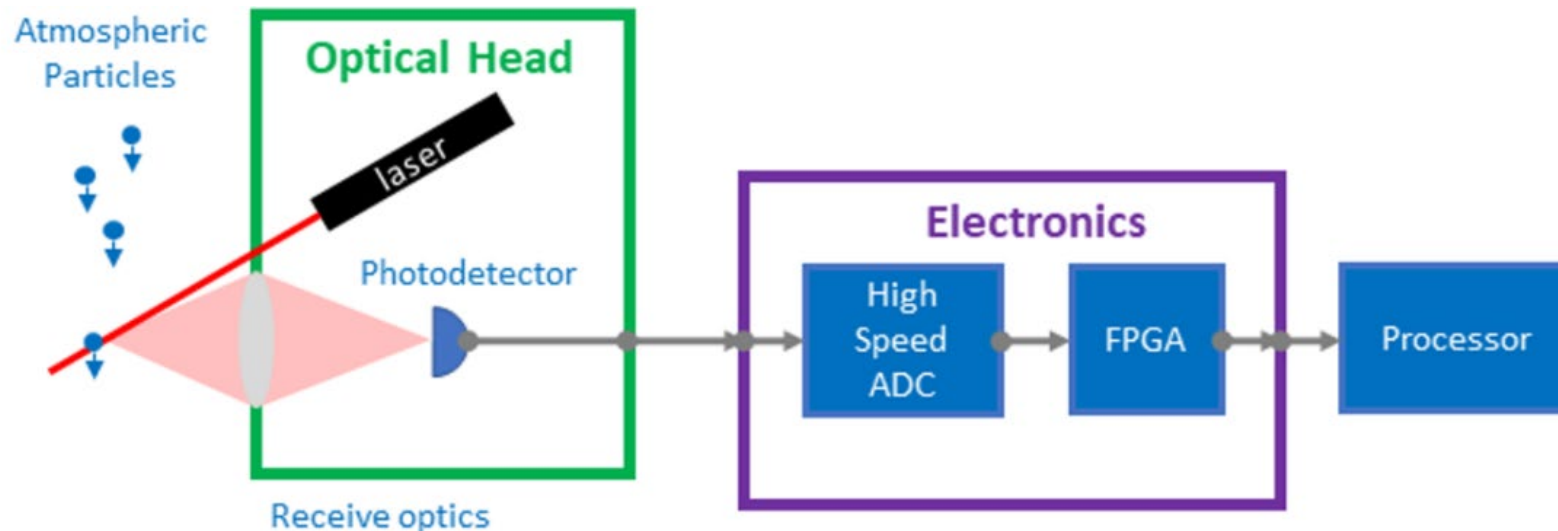 Atmospheric
Particles
Optical Head
laser
Photodetector
Receive optics
Electronics
High
Speed
ADC
FPGA
Processor